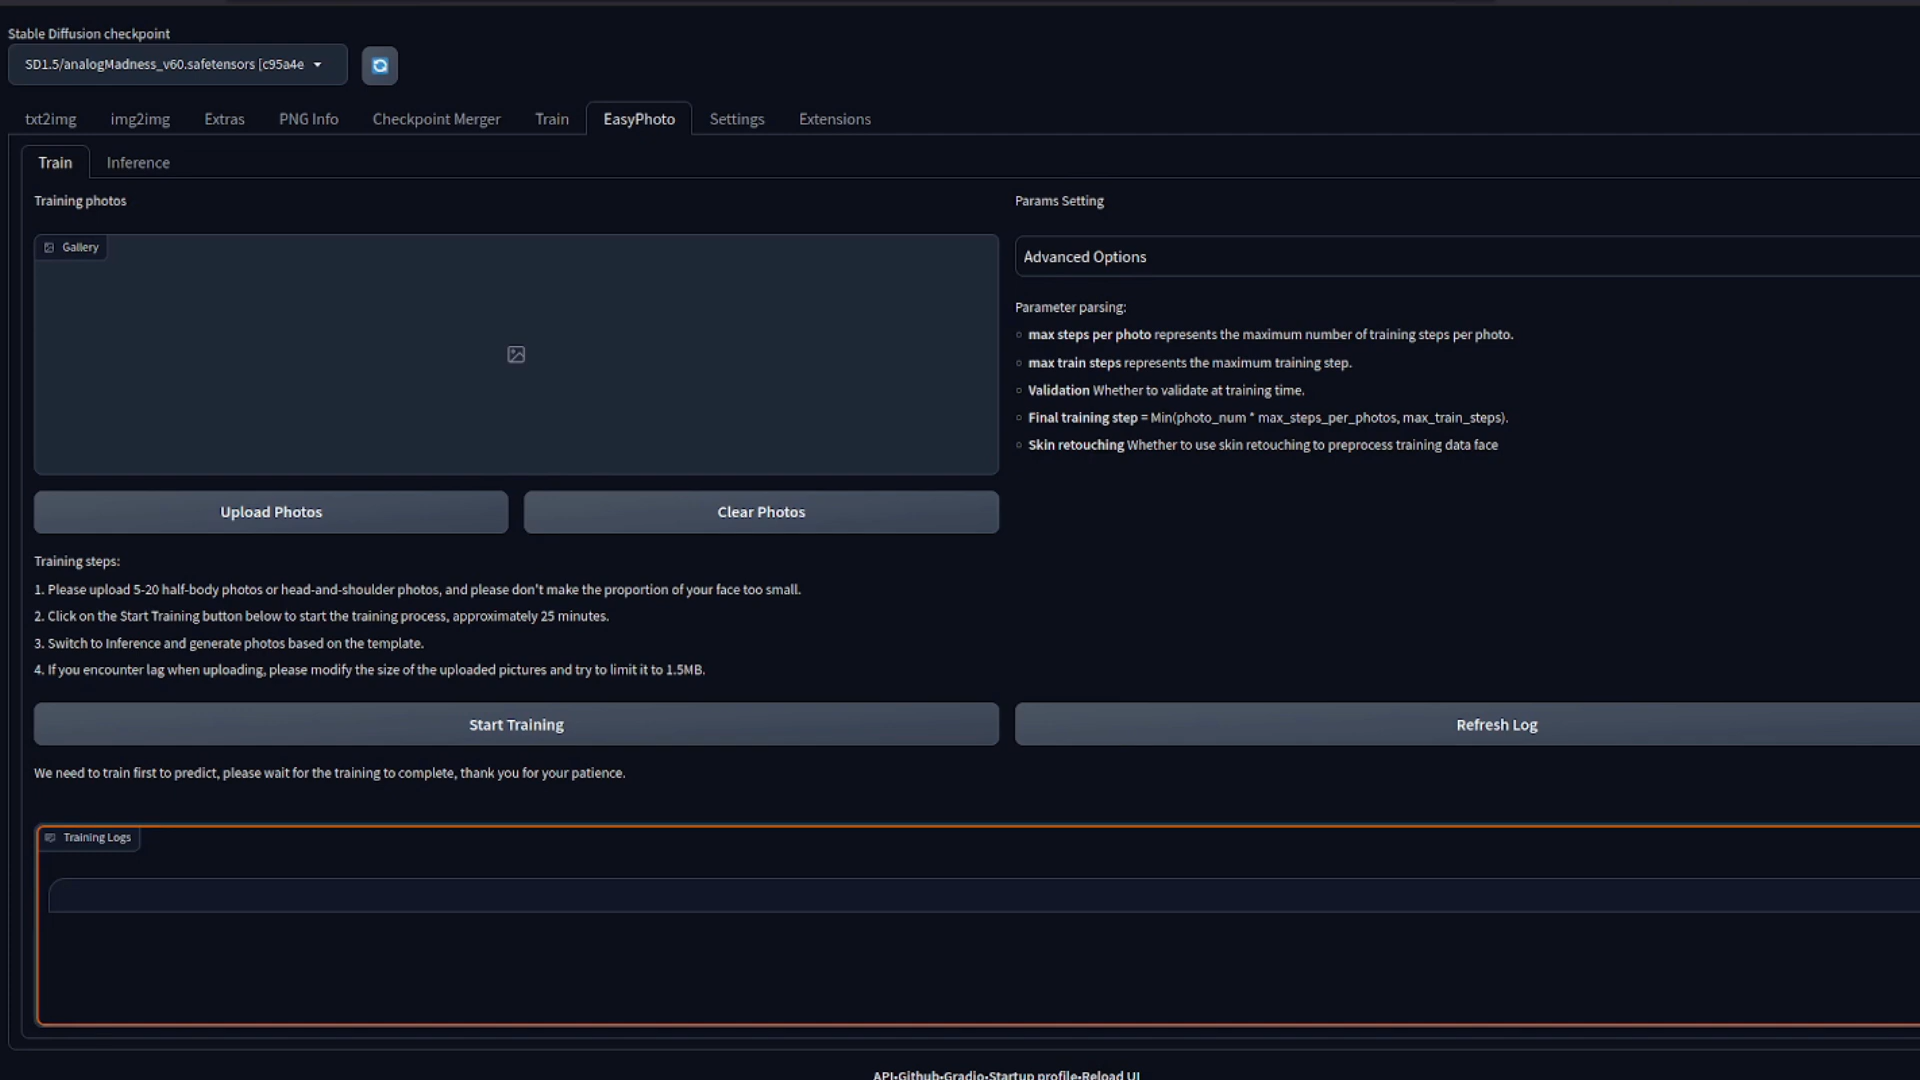 Stable Diffusion checkpoint
SD1.5/analogMadness_v60.safetensors [c95a4e
txt2img img2img Extras PNG Info Checkpoint Merger Train EasyPhoto Settings Extensions
Train Inference
Training photos
Params Setting
Gallery
Advanced Options
Parameter parsing:
max steps per photo represents the maximum number of training steps per photo.
max train steps represents the maximum training step.
Validation Whether to validate at training time.
Final training step = Min(photo_num * max_steps_per_photos, max_train_steps).
Skin retouching Whether to use skin retouching to preprocess training data face
Upload Photos Clear Photos
Training steps:
1. Please upload 5-20 half-body photos or head-and-shoulder photos, and please don't make the proportion of your face too small.
2. Click on the Start Training button below to start the training process, approximately 25 minutes.
3. Switch to Inference and generate photos based on the template.
4. If you encounter lag when uploading, please modify the size of the uploaded pictures and try to limit it to 1.5MB.
Start Training Refresh Log
We need to train first to predict, please wait for the training to complete, thank you for your patience.
Training Logs
API•Github•Gradio•Startup profile•Reload UI